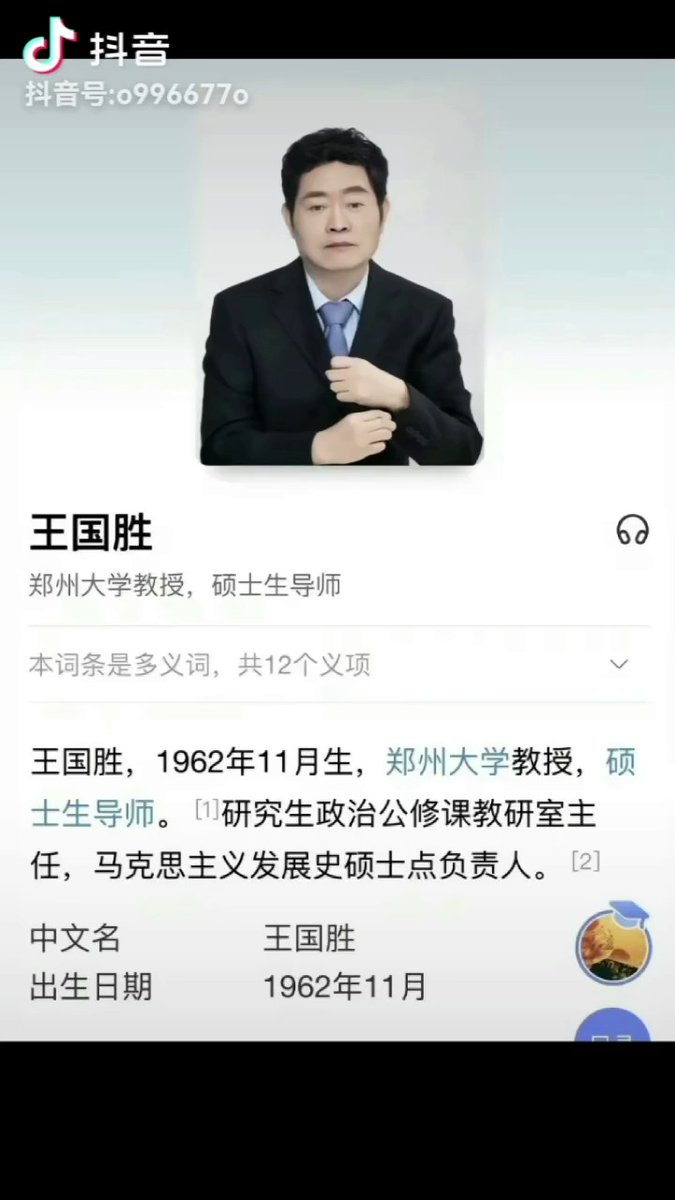 抖音
抖音号:o996677o
王国胜
郑州大学教授，硕士生导师
本词条是多义词，共12个义项
王国胜，1962年11月生，郑州大学教授，硕
士生导师。[1]研究生政治公修课教研室主
任，马克思主义发展史硕士点负责人。[2]
中文名 王国胜
出生日期 1962年11月